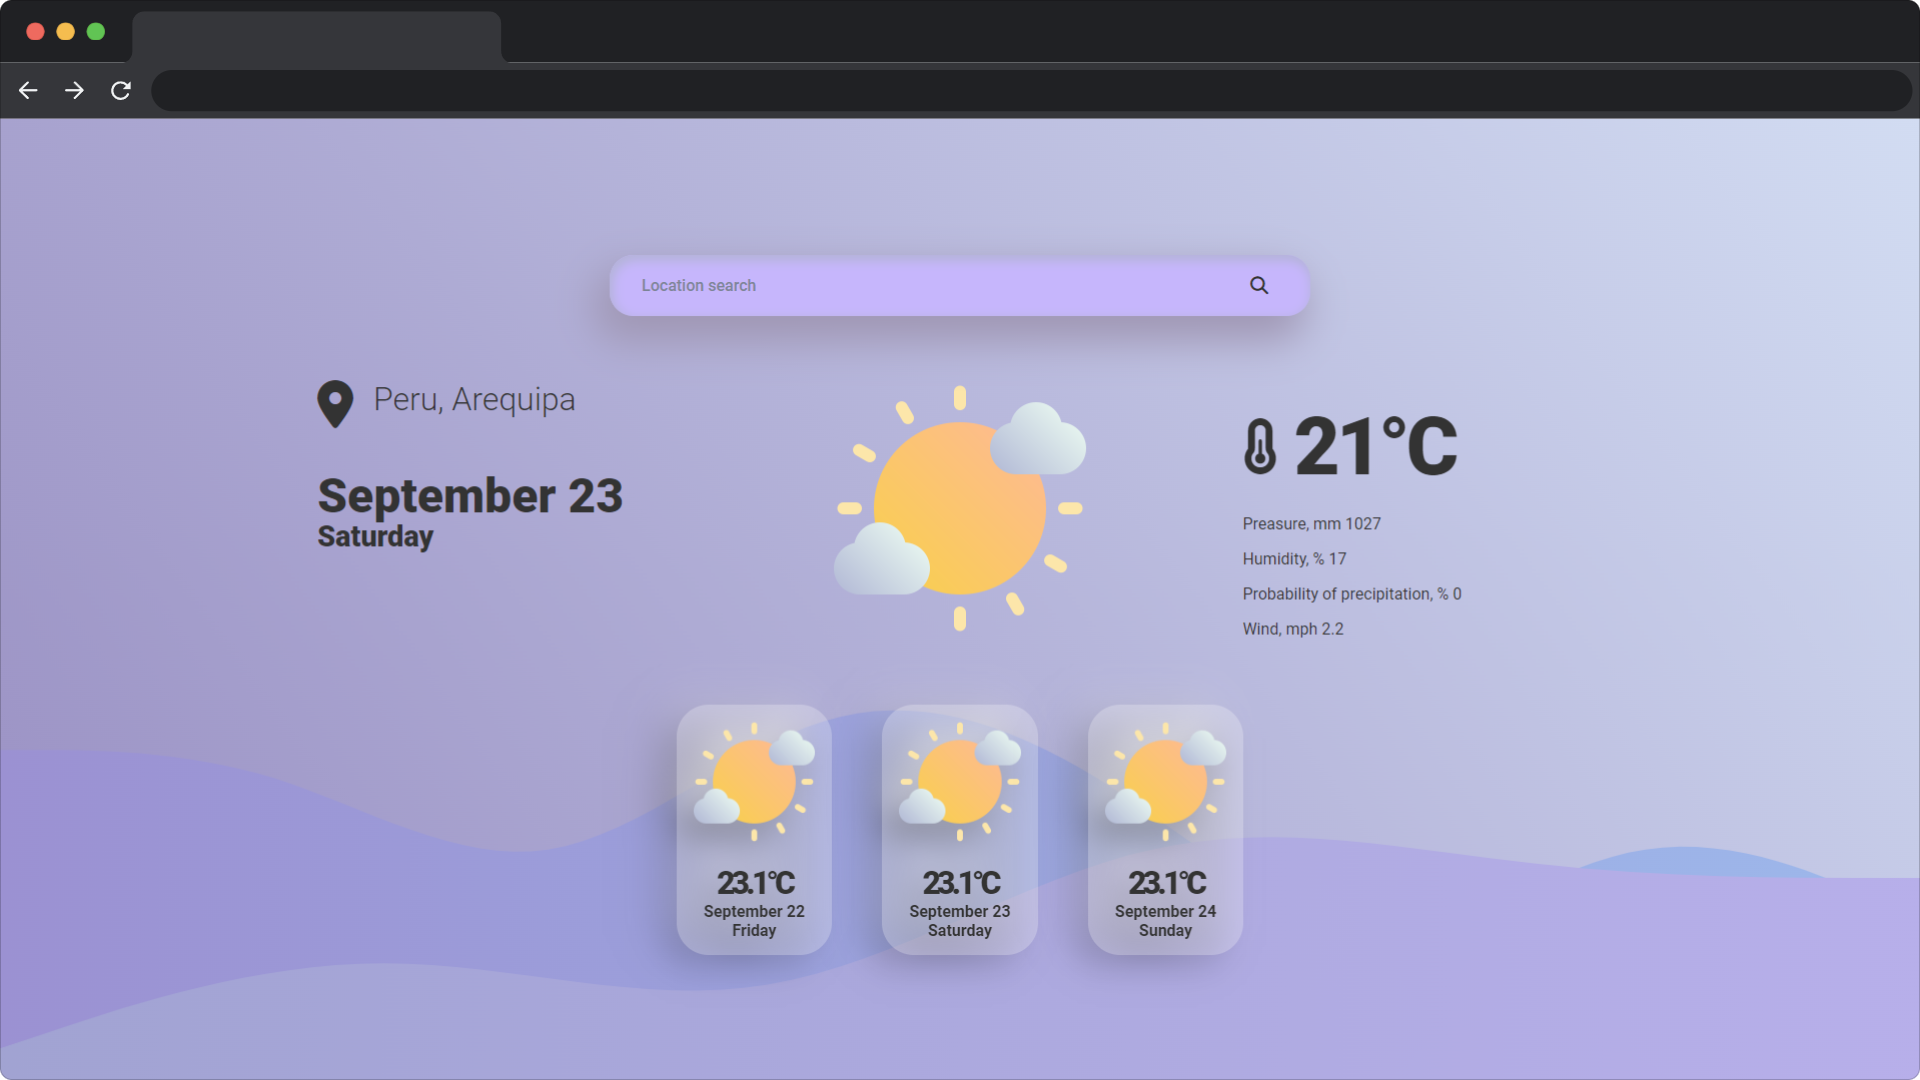 Location search
Peru, Arequipa
September 23
Saturday
21°C
Preasure, mm 1027
Humidity, % 17
Probability of precipitation, % 0
Wind, mph 2.2
23.1°C
September 22
Friday
23.1°C
September 23
Saturday
23.1°C
September 24
Sunday